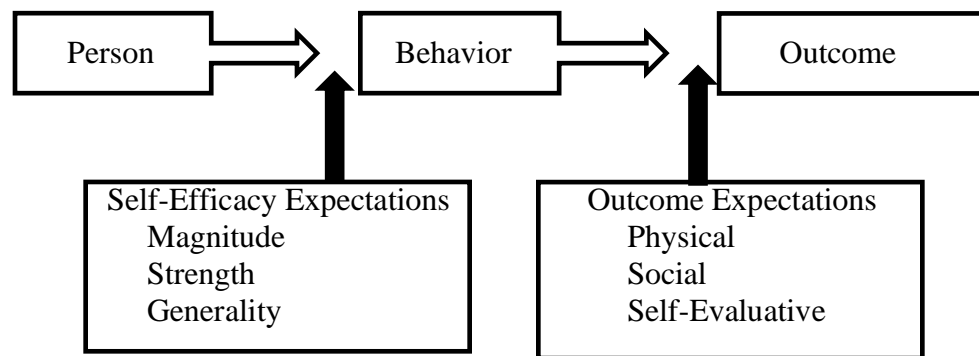 Person
Behavior
Outcome
Self-Efficacy Expectations
Magnitude
Strength
Generality
Outcome Expectations
Physical
Social
Self-Evaluative